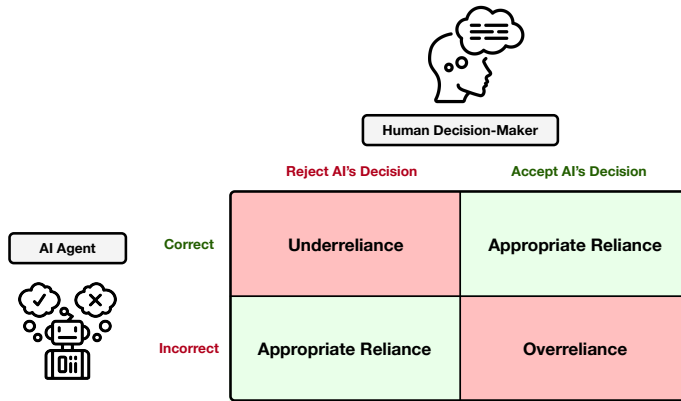 Human Decision-Maker
Reject AI's Decision Accept AI's Decision
AI Agent
Correct Underreliance Appropriate Reliance
Incorrect Appropriate Reliance Overreliance